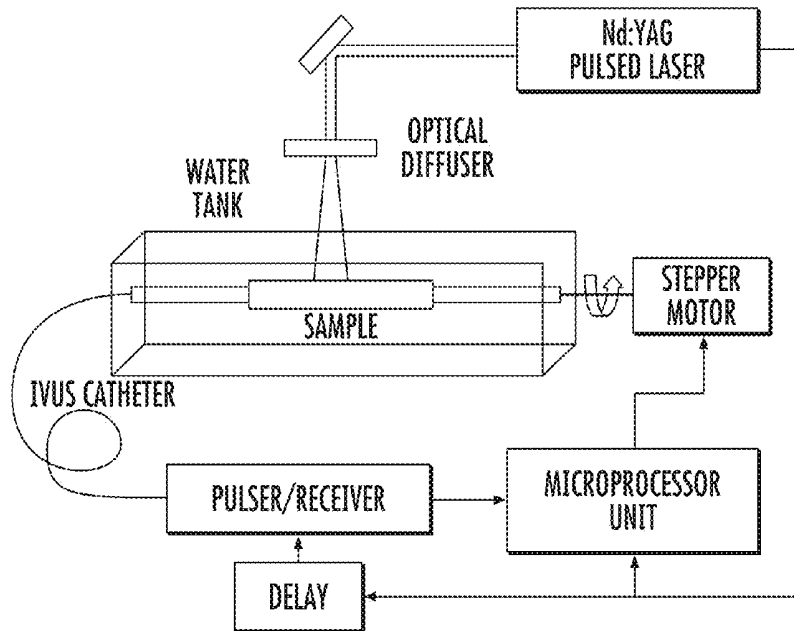 Nd:YAG
PULSED LASER
OPTICAL
DIFFUSER
WATER
TANK
STEPPER
MOTOR
SAMPLE
IVUS CATHETER
PULSER/RECEIVER
MICROPROCESSOR
UNIT
DELAY